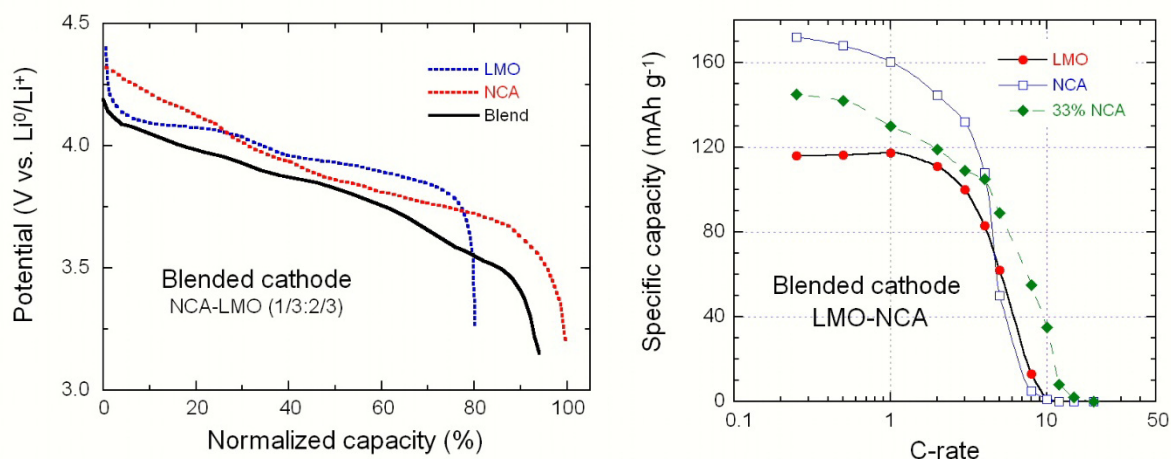 4.5
4.0
3.5
3.0
Potential (V vs. Li⁰/Li⁺)
LMO
NCA
Blend
Blended cathode
NCA-LMO (1/3:2/3)
0
20
40
60
80
100
Normalized capacity (%)
160
120
80
40
0
Specific capacity (mAh g⁻¹)
LMO
NCA
33% NCA
Blended cathode
LMO-NCA
0.1
1
10
50
C-rate